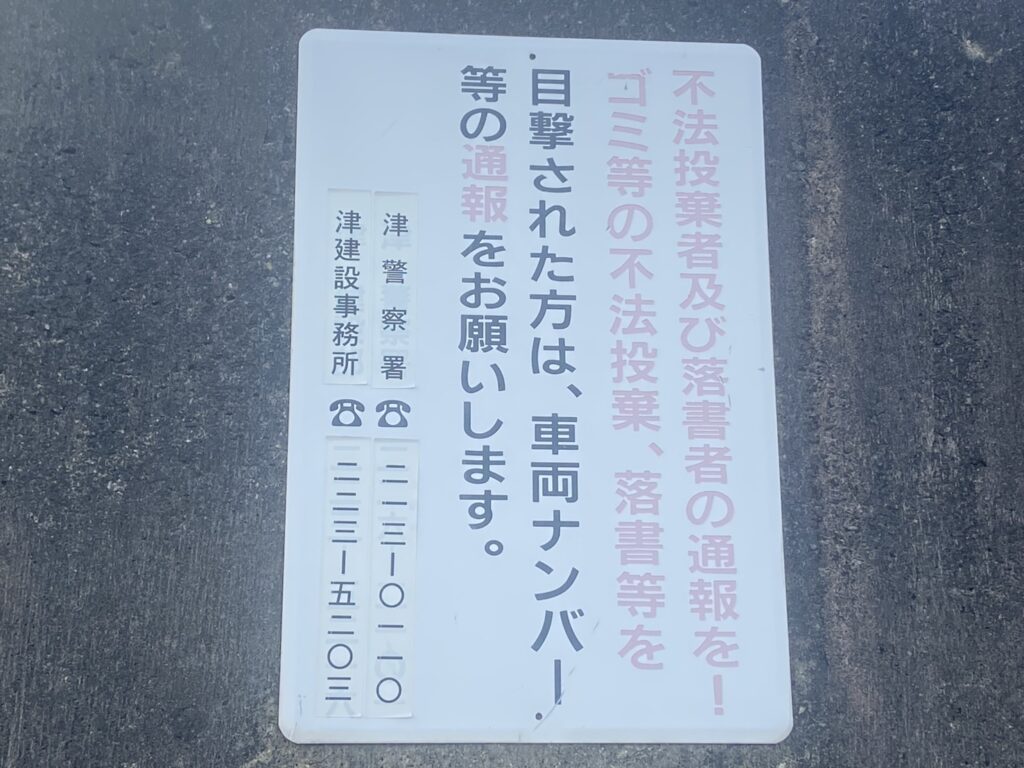 不法投棄者及び落書者の通報を!
ゴミ等の不法投棄、落書等を
目撃された方は、車両ナンバー
等の通報をお願いします。
津警察署☎二一三ー〇一一〇
津建設事務所☎二二三ー五二〇三